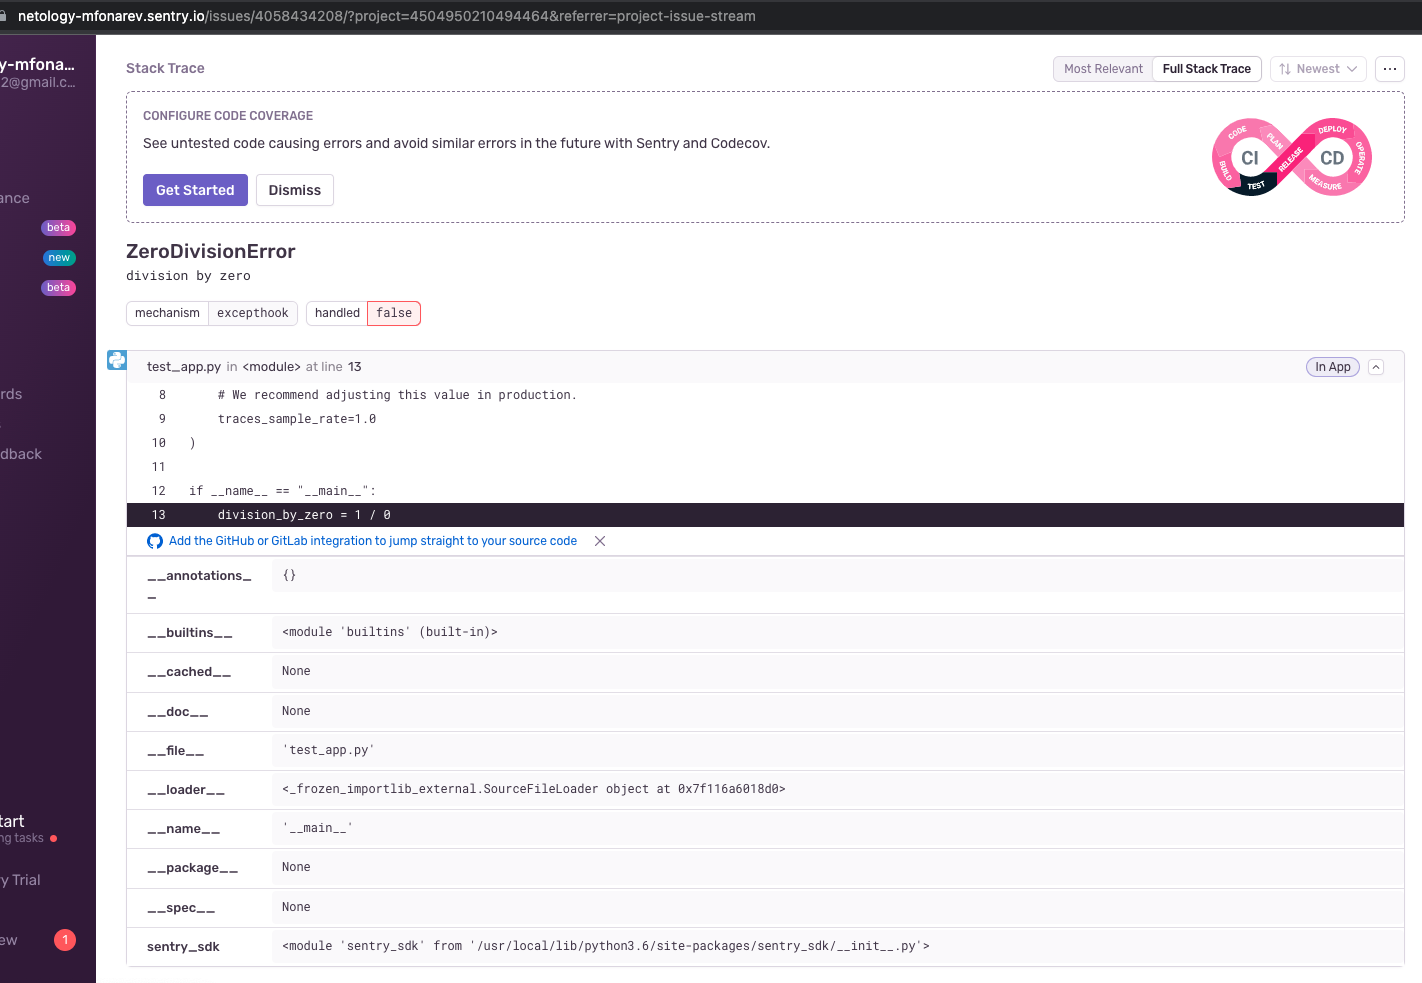 netology-mfonarev.sentry.io/issues/4058434208/?project=4504950210494464&referrer=project-issue-stream
y-mfona...
2@gmail.c...
ance
beta
new
beta
rds
dback
tart
ng tasks
y Trial
ew
1
Stack Trace
Most Relevant
Full Stack Trace
Newest
CONFIGURE CODE COVERAGE
See untested code causing errors and avoid similar errors in the future with Sentry and Codecov.
Get Started
Dismiss
CODE
PLAN
BUILD
CI
TEST
RELEASE
DEPLOY
CD
OPERATE
MEASURE
ZeroDivisionError
division by zero
mechanism excepthook handled false
test_app.py in <module> at line 13
In App
8 # We recommend adjusting this value in production.
9 traces_sample_rate=1.0
10 )
11
12 if __name__ == "__main__":
13 division_by_zero = 1 / 0
Add the GitHub or GitLab integration to jump straight to your source code
__annotations_ {}
_
__builtins__ <module 'builtins' (built-in)>
__cached__ None
__doc__ None
__file__ 'test_app.py'
__loader__ <_frozen_importlib_external.SourceFileLoader object at 0x7f116a6018d0>
__name__ '__main__'
__package__ None
__spec__ None
sentry_sdk <module 'sentry_sdk' from '/usr/local/lib/python3.6/site-packages/sentry_sdk/__init__.py'>